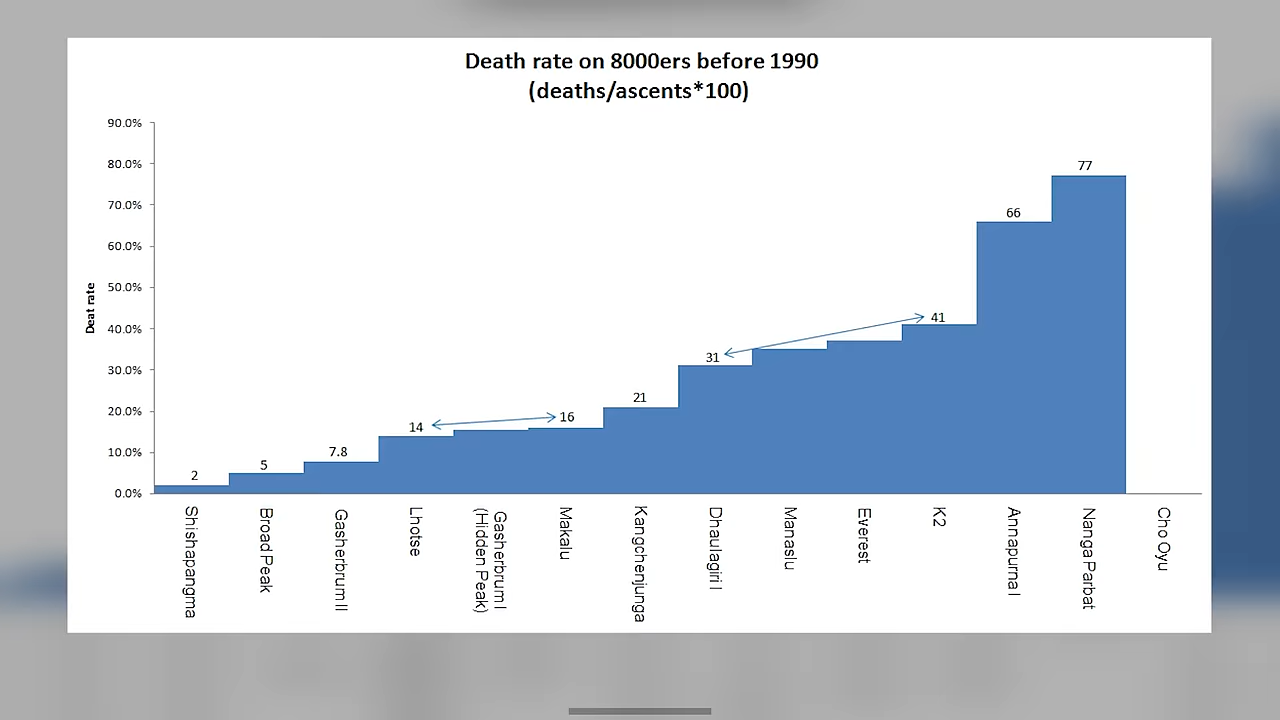 Death rate on 8000ers before 1990
(deaths/ascents*100)
90.0%
80.0%
70.0%
60.0%
50.0%
40.0%
30.0%
20.0%
10.0%
0.0%
Deat rate
2
5
7.8
14
16
21
31
41
66
77
Shishapangma
Broad Peak
Gasherbrum II
Lhotse
Gasherbrum I
(Hidden Peak)
Makalu
Kangchenjunga
Dhaulagiri I
Manaslu
Everest
K2
Annapurna I
Nanga Parbat
Cho Oyu